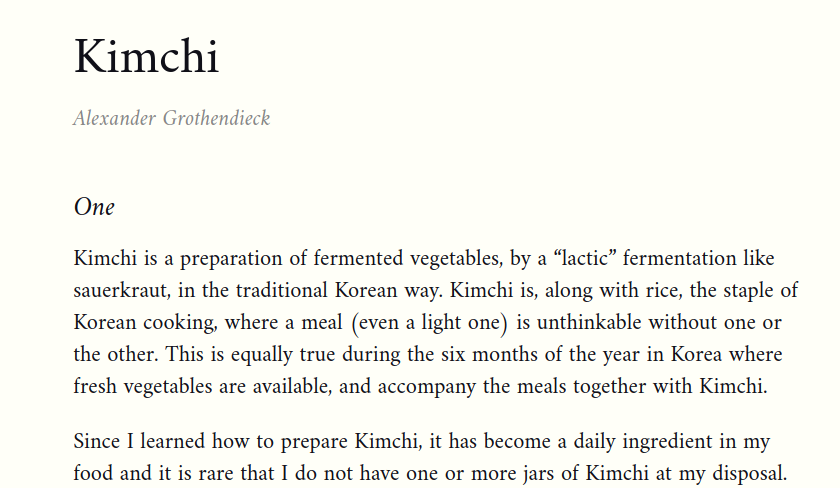 Kimchi
Alexander Grothendieck
One
Kimchi is a preparation of fermented vegetables, by a “lactic” fermentation like
sauerkraut, in the traditional Korean way. Kimchi is, along with rice, the staple of
Korean cooking, where a meal (even a light one) is unthinkable without one or
the other. This is equally true during the six months of the year in Korea where
fresh vegetables are available, and accompany the meals together with Kimchi.
Since I learned how to prepare Kimchi, it has become a daily ingredient in my
food and it is rare that I do not have one or more jars of Kimchi at my disposal.